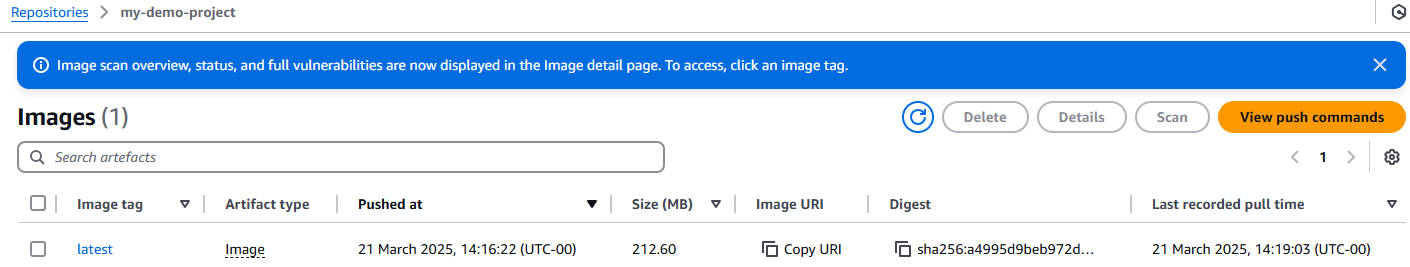 Repositories > my-demo-project
Image scan overview, status, and full vulnerabilities are now displayed in the Image detail page. To access, click an image tag.
Images (1) Delete Details Scan View push commands
Search artefacts 1
Image tag Artifact type Pushed at Size (MB) Image URI Digest Last recorded pull time
latest Image 21 March 2025, 14:16:22 (UTC-00) 212.60 Copy URI sha256:a4995d9beb972d... 21 March 2025, 14:19:03 (UTC-00)